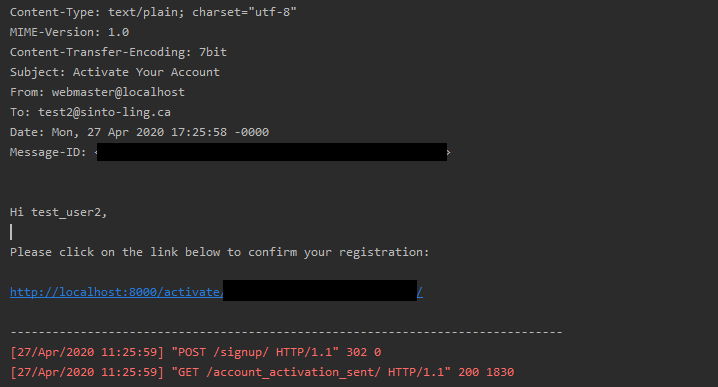 Content-Type: text/plain; charset="utf-8"
MIME-Version: 1.0
Content-Transfer-Encoding: 7bit
Subject: Activate Your Account
From: webmaster@localhost
To: test2@sinto-ling.ca
Date: Mon, 27 Apr 2020 17:25:58 -0000
Message-ID: < >
Hi test_user2,
Please click on the link below to confirm your registration:
http://localhost:8000/activate/ /
-------------------------------------------------------------------------------
[27/Apr/2020 11:25:59] "POST /signup/ HTTP/1.1" 302 0
[27/Apr/2020 11:25:59] "GET /account_activation_sent/ HTTP/1.1" 200 1830